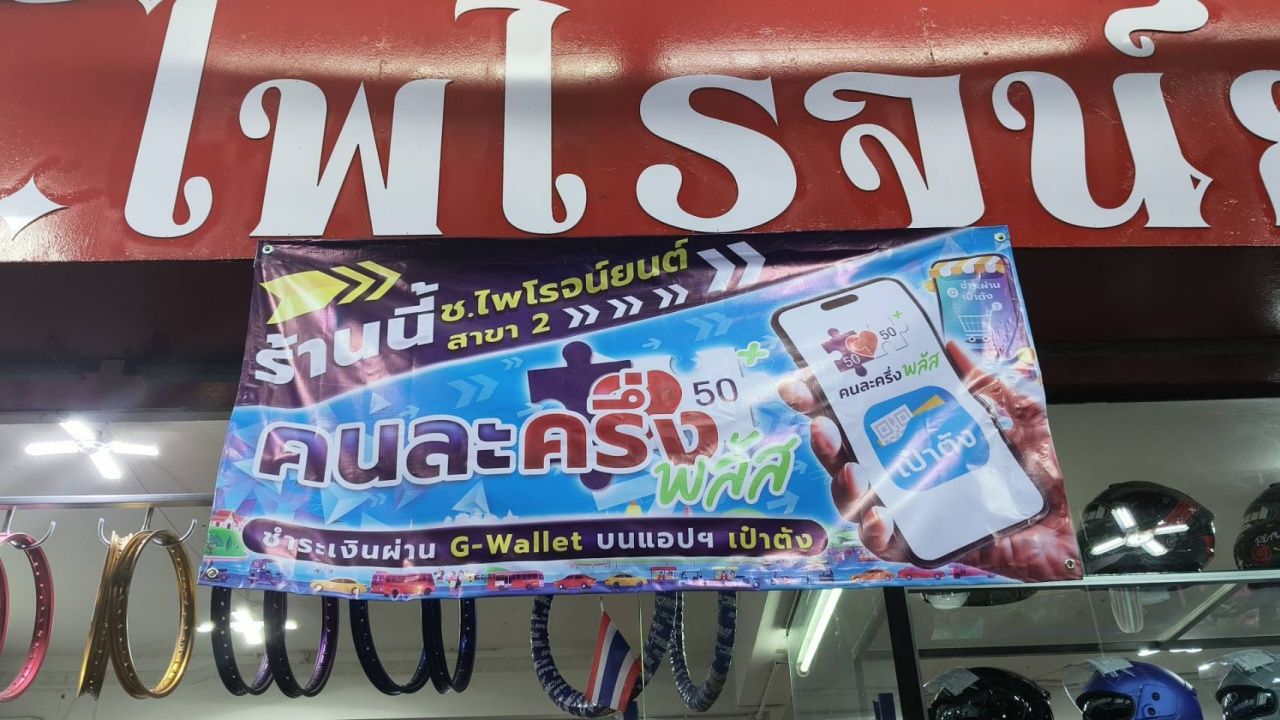 ไพโรจน์ย
ร้านนี้ ช.ไพโรจน์ยนต์
สาขา 2
50
คนละครึ่ง
พลัส
ชำระเงินผ่าน G-Wallet บนแอปฯ เป๋าตัง
50 50
คนละครึ่งพลัส
เป๋าตัง
ชำระผ่าน
เป๋าตัง